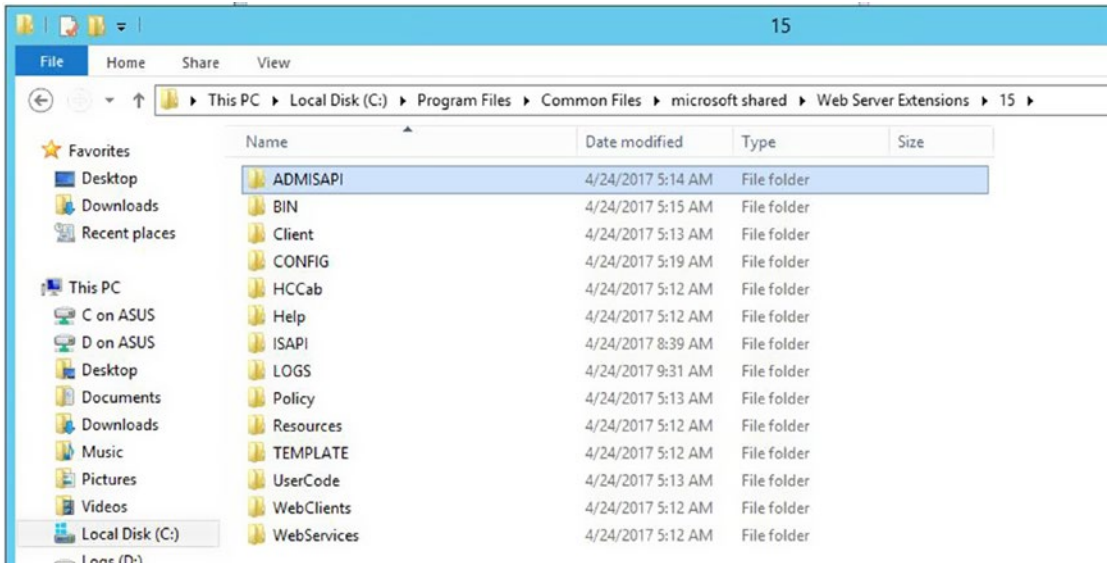 15
File Home Share View
This PC Local Disk (C:) Program Files Common Files microsoft shared Web Server Extensions 15
Name Date modified Type Size
Favorites
Desktop
Downloads
Recent places
This PC
C on ASUS
D on ASUS
Desktop
Documents
Downloads
Music
Pictures
Videos
Local Disk (C:)
Logs (D:)
ADMISAPI 4/24/2017 5:14 AM File folder
BIN 4/24/2017 5:15 AM File folder
Client 4/24/2017 5:13 AM File folder
CONFIG 4/24/2017 5:19 AM File folder
HCCab 4/24/2017 5:12 AM File folder
Help 4/24/2017 5:12 AM File folder
ISAPI 4/24/2017 8:39 AM File folder
LOGS 4/24/2017 9:31 AM File folder
Policy 4/24/2017 5:13 AM File folder
Resources 4/24/2017 5:12 AM File folder
TEMPLATE 4/24/2017 5:12 AM File folder
UserCode 4/24/2017 5:13 AM File folder
WebClients 4/24/2017 5:12 AM File folder
WebServices 4/24/2017 5:12 AM File folder